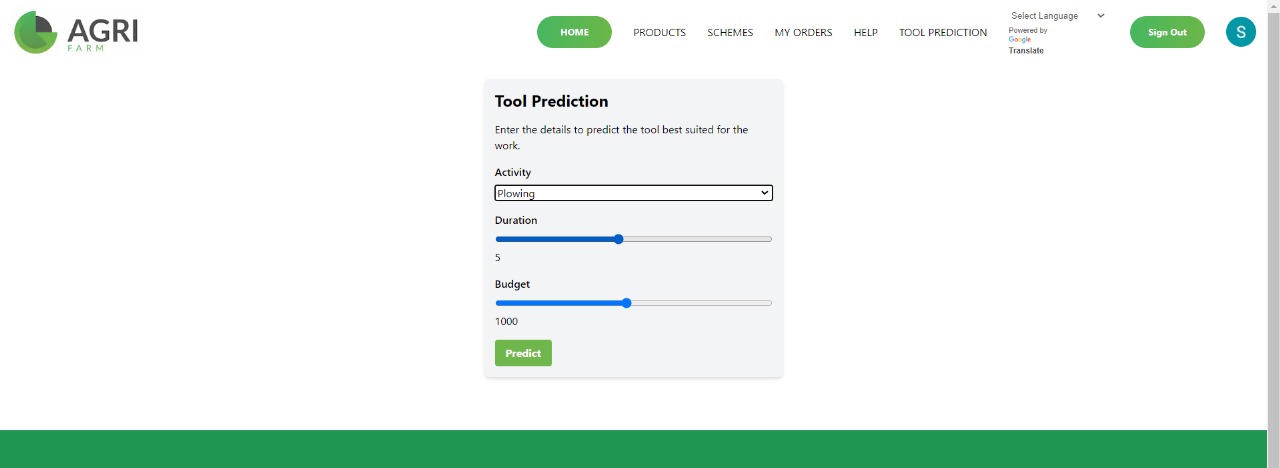 AGRI
FARM
HOME
PRODUCTS
SCHEMES
MY ORDERS
HELP
TOOL PREDICTION
Select Language
Powered by
Google
Translate
Sign Out
S
Tool Prediction
Enter the details to predict the tool best suited for the
work.
Activity
Plowing
Duration
5
Budget
1000
Predict